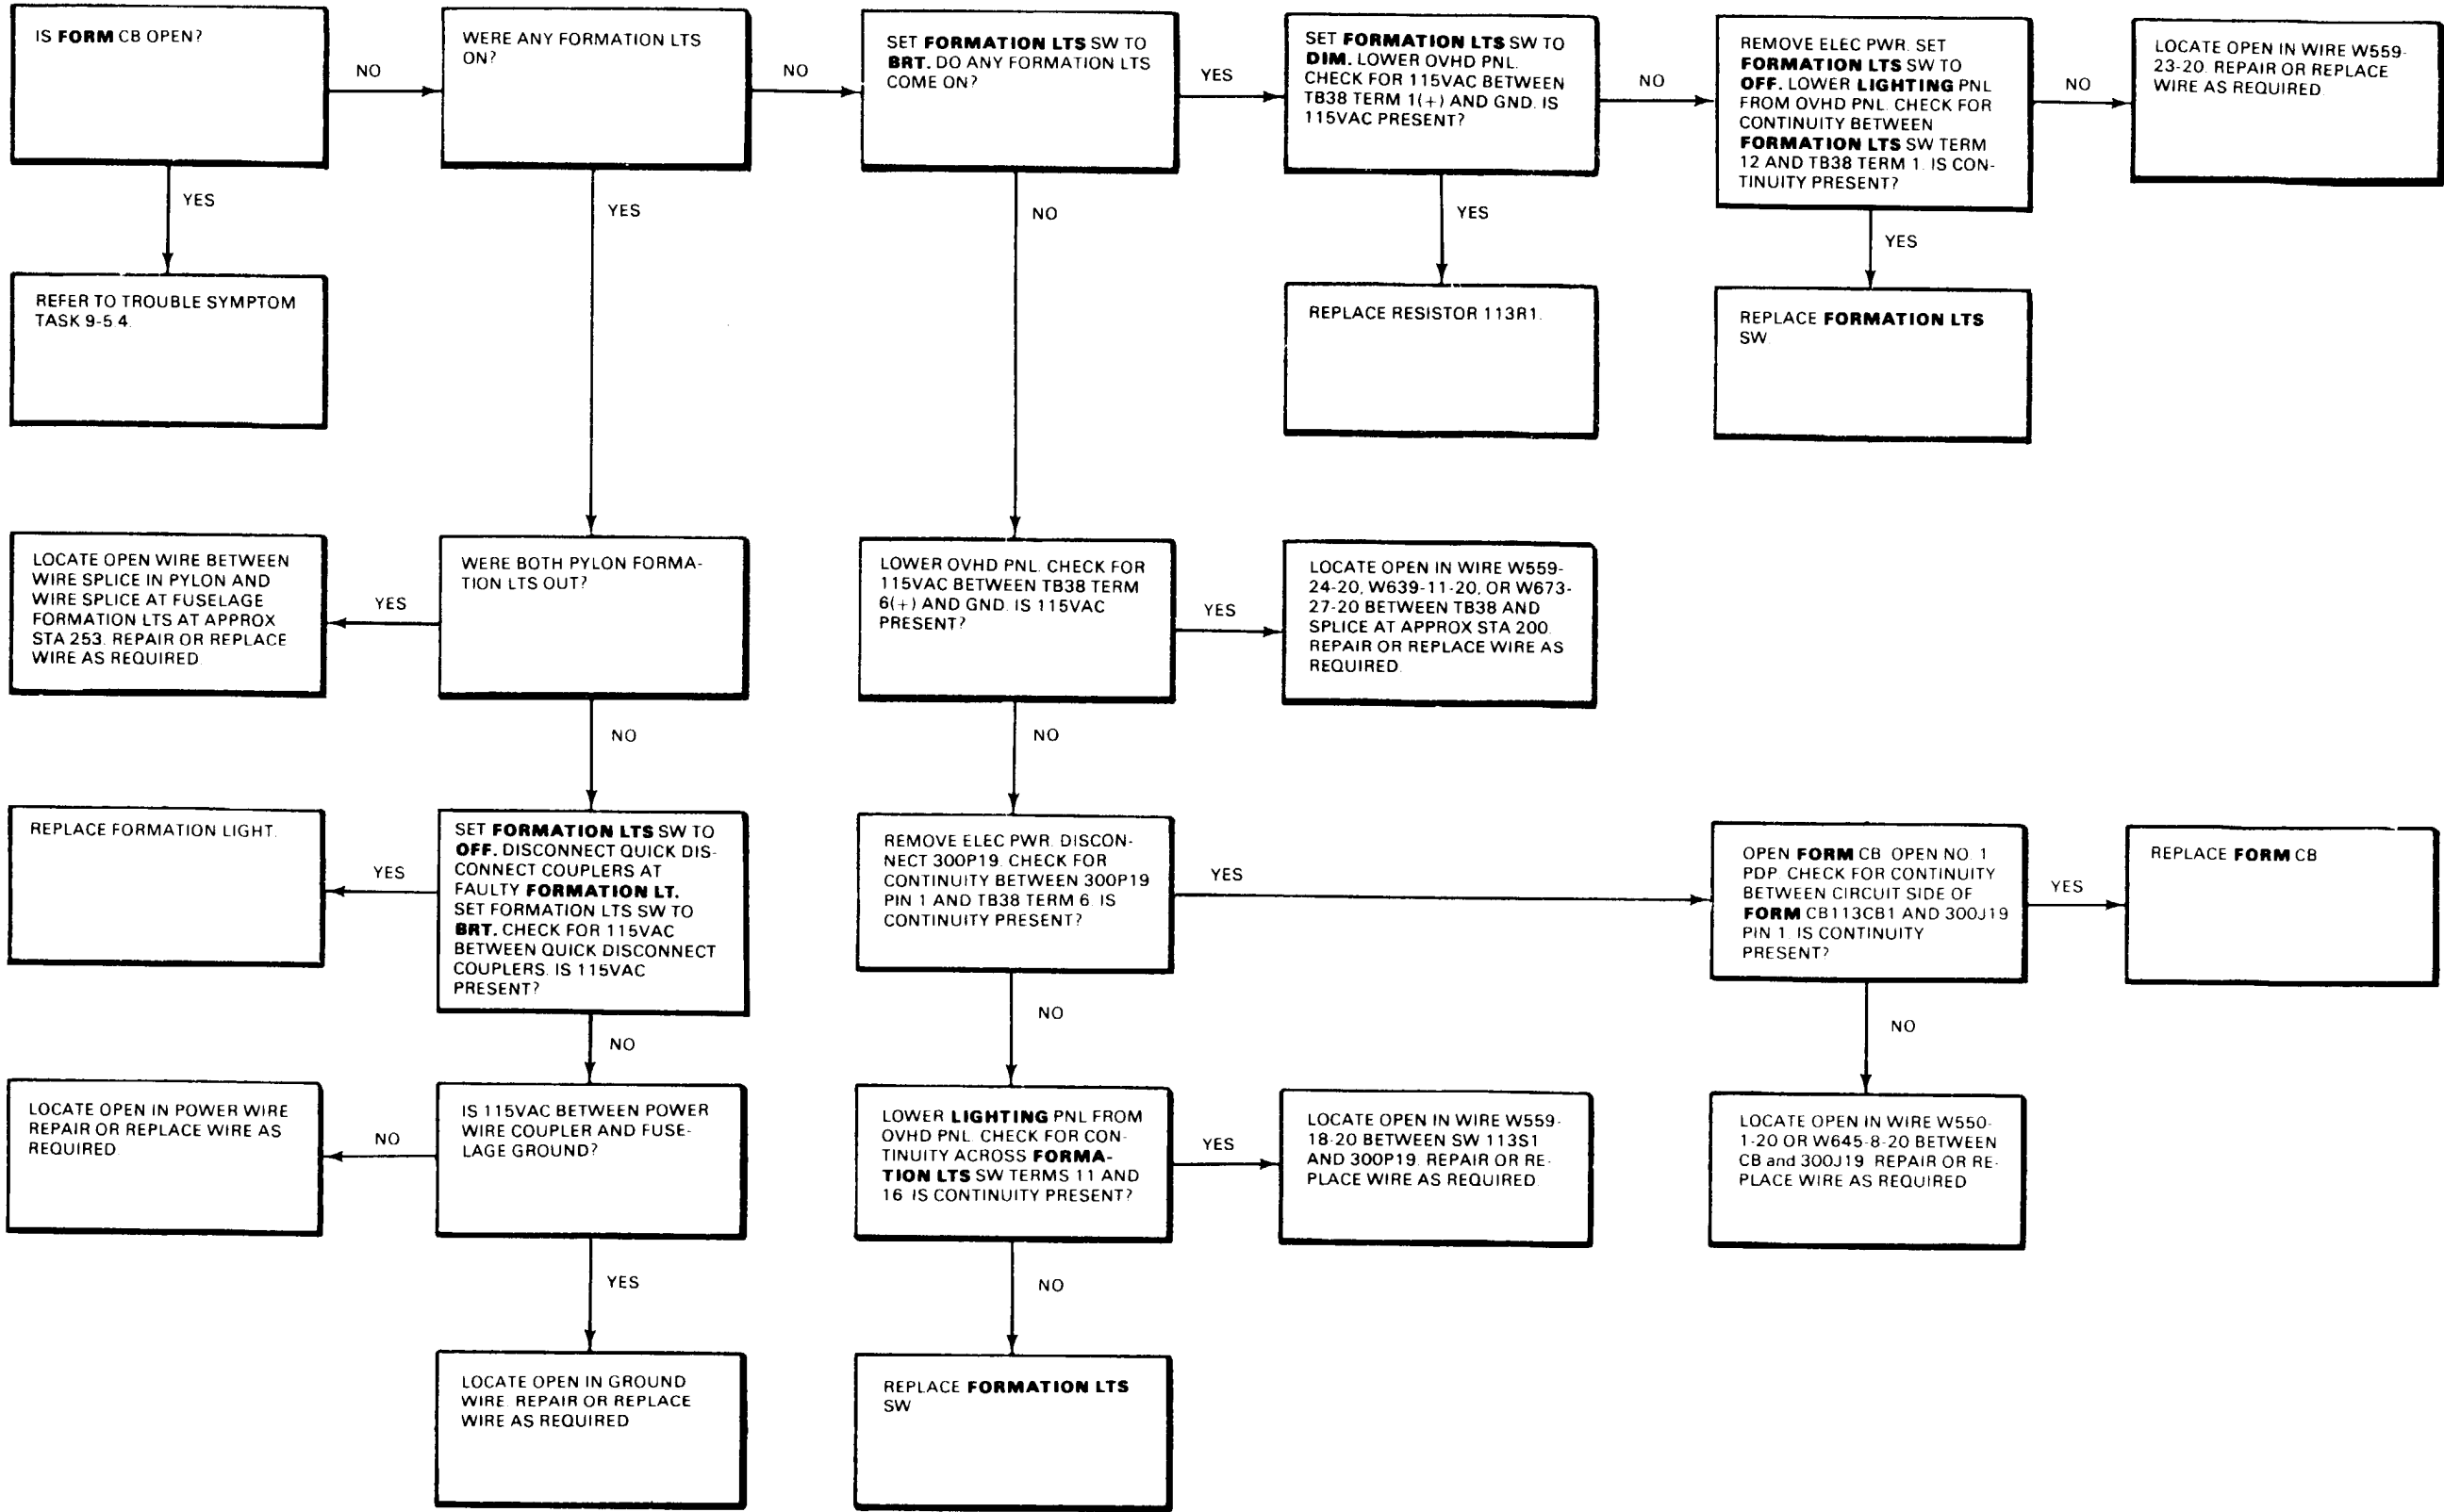 IS FORM CB OPEN?
NO
YES
REFER TO TROUBLE SYMPTOM
TASK 9-5.4.
WERE ANY FORMATION LTS
ON?
NO
YES
SET FORMATION LTS SW TO
BRT. DO ANY FORMATION LTS
COME ON?
YES
NO
SET FORMATION LTS SW TO
DIM. LOWER OVHD PNL.
CHECK FOR 115VAC BETWEEN
TB38 TERM 1(+) AND GND. IS
115VAC PRESENT?
NO
YES
REPLACE RESISTOR 113R1.
REMOVE ELEC PWR. SET
FORMATION LTS SW TO
OFF. LOWER LIGHTING PNL
FROM OVHD PNL. CHECK FOR
CONTINUITY BETWEEN
FORMATION LTS SW TERM
12 AND TB38 TERM 1. IS CON-
TINUITY PRESENT?
NO
YES
REPLACE FORMATION LTS
SW.
LOCATE OPEN IN WIRE W559-
23-20. REPAIR OR REPLACE
WIRE AS REQUIRED.
LOCATE OPEN WIRE BETWEEN
WIRE SPLICE IN PYLON AND
WIRE SPLICE AT FUSELAGE
FORMATION LTS AT APPROX
STA 253. REPAIR OR REPLACE
WIRE AS REQUIRED.
YES
WERE BOTH PYLON FORMA-
TION LTS OUT?
NO
LOWER OVHD PNL. CHECK FOR
115VAC BETWEEN TB38 TERM
6(+) AND GND. IS 115VAC
PRESENT?
YES
NO
LOCATE OPEN IN WIRE W559-
24-20, W639-11-20, OR W673-
27-20 BETWEEN TB38 AND
SPLICE AT APPROX STA 200.
REPAIR OR REPLACE WIRE AS
REQUIRED.
REPLACE FORMATION LIGHT.
YES
SET FORMATION LTS SW TO
OFF. DISCONNECT QUICK DIS-
CONNECT COUPLERS AT
FAULTY FORMATION LT.
SET FORMATION LTS SW TO
BRT. CHECK FOR 115VAC
BETWEEN QUICK DISCONNECT
COUPLERS. IS 115VAC
PRESENT?
NO
REMOVE ELEC PWR. DISCON-
NECT 300P19. CHECK FOR
CONTINUITY BETWEEN 300P19
PIN 1 AND TB38 TERM 6. IS
CONTINUITY PRESENT?
YES
NO
OPEN FORM CB. OPEN NO. 1
PDP. CHECK FOR CONTINUITY
BETWEEN CIRCUIT SIDE OF
FORM CB113CB1 AND 300J19
PIN 1. IS CONTINUITY
PRESENT?
YES
NO
REPLACE FORM CB
LOCATE OPEN IN POWER WIRE
REPAIR OR REPLACE WIRE AS
REQUIRED.
NO
IS 115VAC BETWEEN POWER
WIRE COUPLER AND FUSE-
LAGE GROUND?
YES
LOWER LIGHTING PNL FROM
OVHD PNL. CHECK FOR CON-
TINUITY ACROSS FORMA-
TION LTS SW TERMS 11 AND
16 IS CONTINUITY PRESENT?
YES
NO
LOCATE OPEN IN WIRE W559-
18-20 BETWEEN SW 113S1
AND 300P19. REPAIR OR RE-
PLACE WIRE AS REQUIRED.
LOCATE OPEN IN WIRE W550-
1-20 OR W645-8-20 BETWEEN
CB and 300J19. REPAIR OR RE-
PLACE WIRE AS REQUIRED
LOCATE OPEN IN GROUND
WIRE. REPAIR OR REPLACE
WIRE AS REQUIRED
REPLACE FORMATION LTS
SW